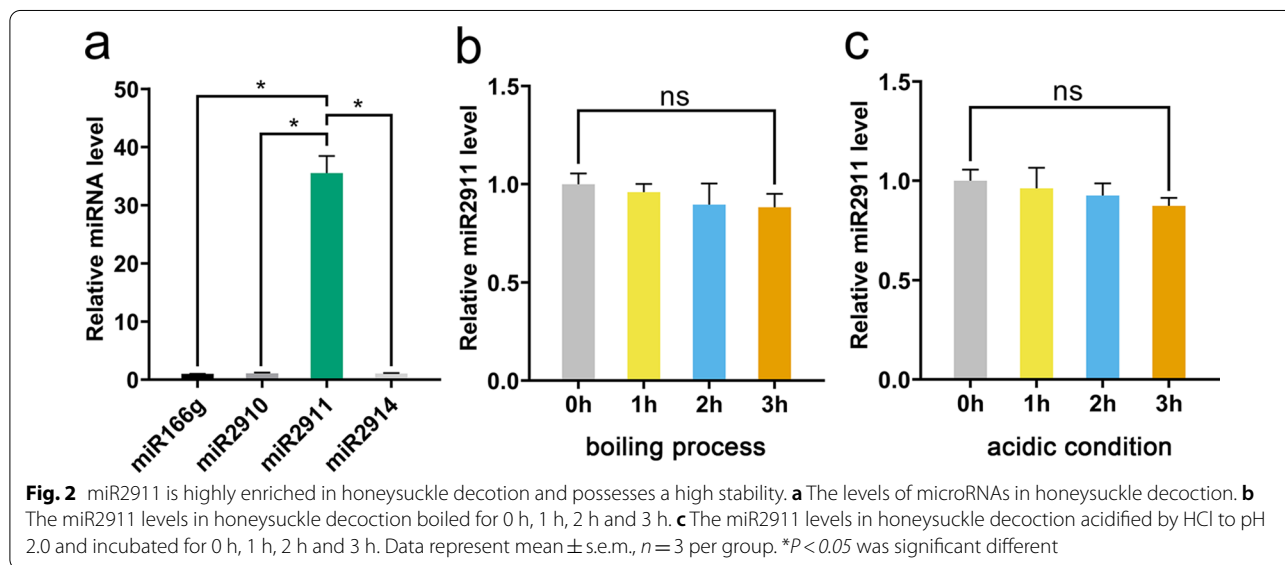 a
b
c
Relative miRNA level
50
40
30
20
10
0
*
*
*
miR166g
miR2910
miR2911
miR2914
Relative miR2911 level
1.5
1.0
0.5
0.0
ns
0h 1h 2h 3h
boiling process
Relative miR2911 level
1.5
1.0
0.5
0.0
ns
0h 1h 2h 3h
acidic condition
Fig. 2 miR2911 is highly enriched in honeysuckle decotion and possesses a high stability. a The levels of microRNAs in honeysuckle decoction. b
The miR2911 levels in honeysuckle decoction boiled for 0 h, 1 h, 2 h and 3 h. c The miR2911 levels in honeysuckle decoction acidified by HCl to pH
2.0 and incubated for 0 h, 1 h, 2 h and 3 h. Data represent mean ± s.e.m., n = 3 per group. *P < 0.05 was significant different